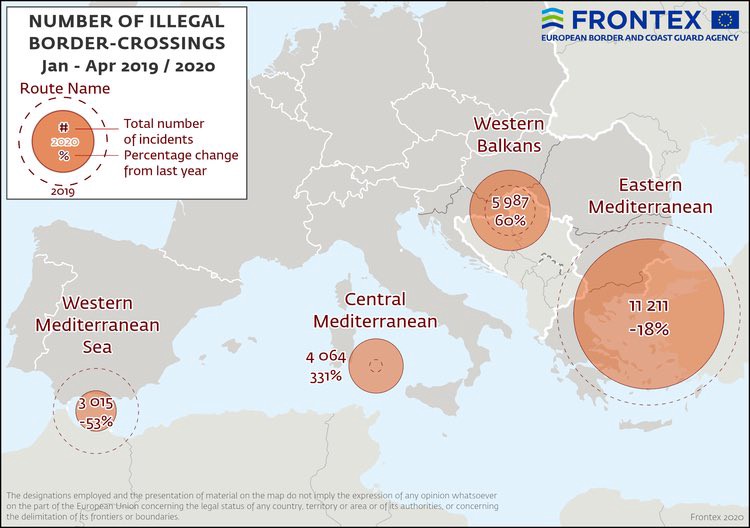 NUMBER OF ILLEGAL
BORDER-CROSSINGS
Jan - Apr 2019 / 2020
Route Name
#
2020
%
Total number
of incidents
Percentage change
from last year
2019
FRONTEX
EUROPEAN BORDER AND COAST GUARD AGENCY
Western
Balkans
5 987
60%
Eastern
Mediterranean
11 211
-18%
Central
Mediterranean
4 064
331%
Western
Mediterranean
Sea
3 015
-53%
The designations employed and the presentation of material on the map do not imply the expression of any opinion whatsoever
on the part of the European Union concerning the legal status of any country, territory or area or of its authorities, or concerning
the delimitation of its frontiers or boundaries.
Frontex 2020